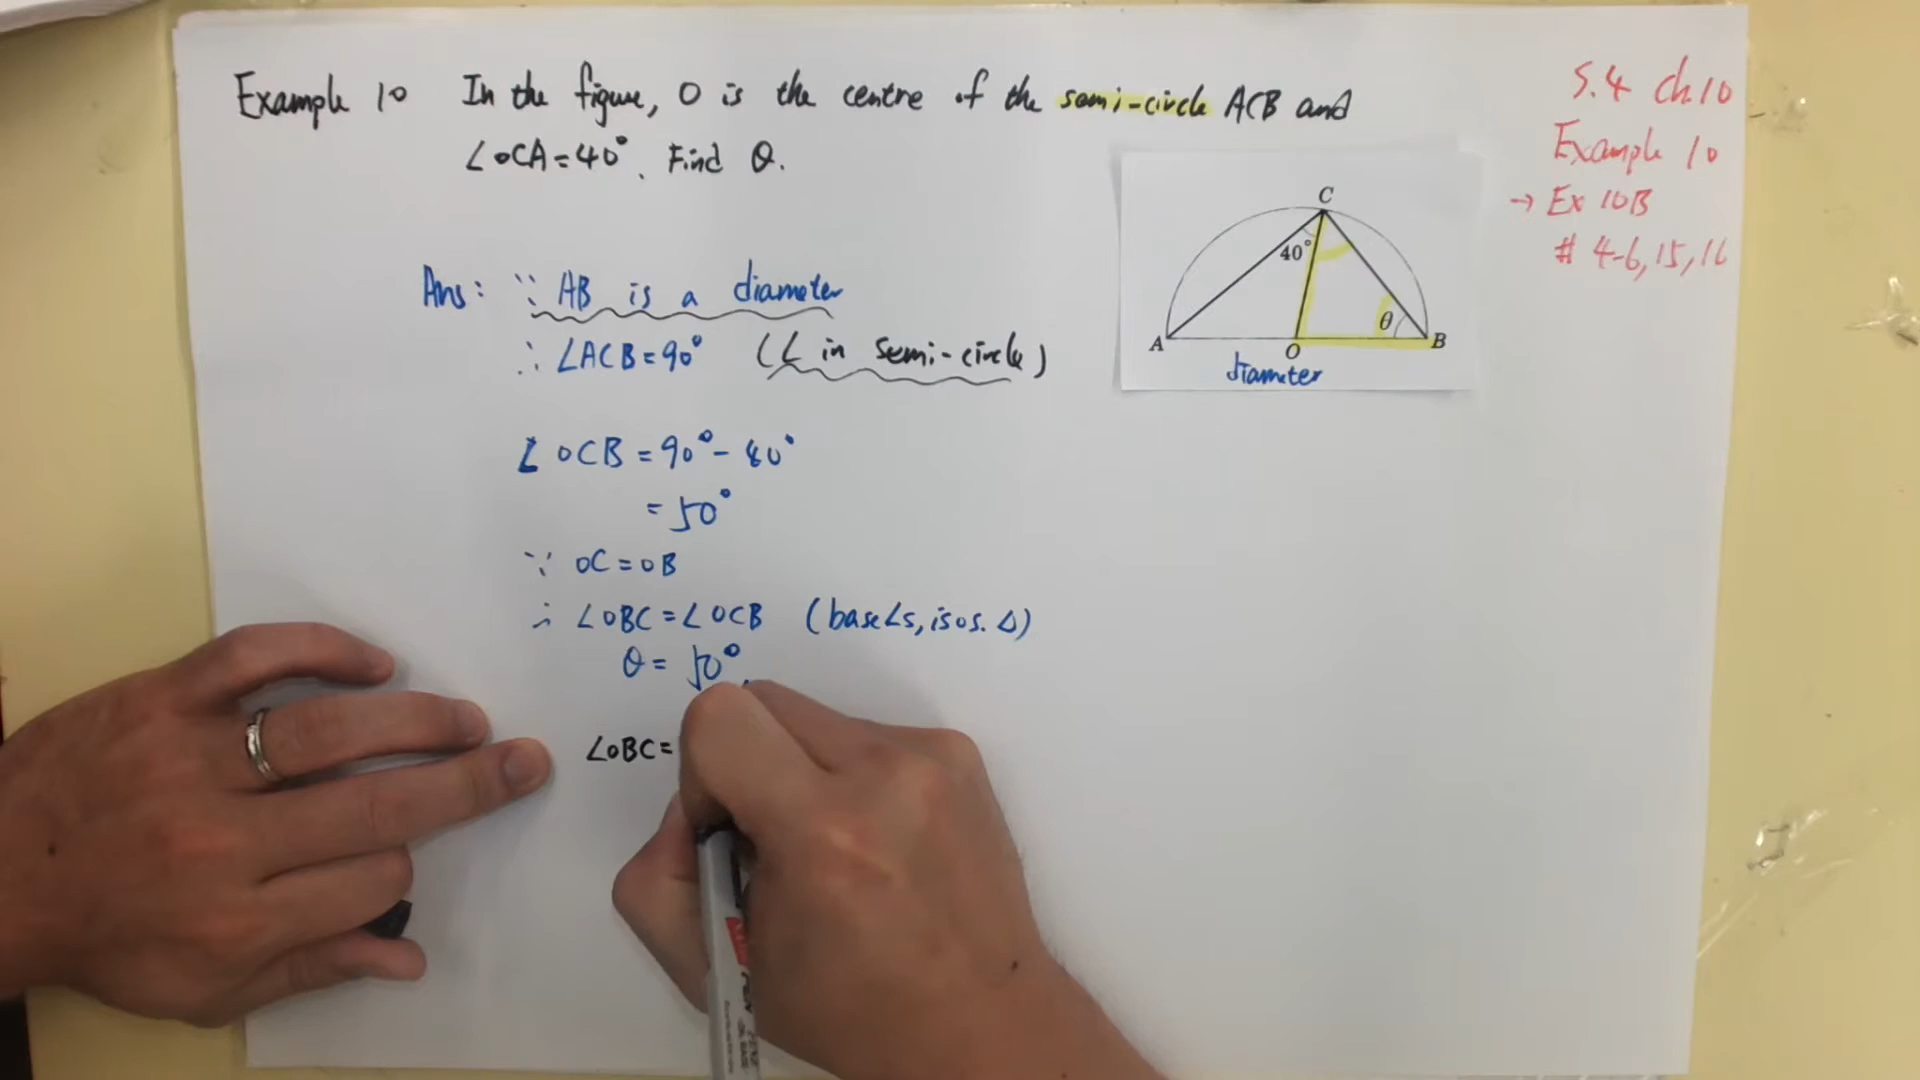 Example 10 In the figure, O is the centre of the semi-circle ACB and
∠OCA=40°. Find θ.
S.4 ch.10
Example 10
→ Ex 10B
# 4-6, 15, 16
C
40°
θ
A
O
B
diameter
Ans: ∵ AB is a diameter
∴ ∠ACB=90° (∠ in semi-circle)
∠OCB=90°-40°
=50°
∵ OC=OB
∴ ∠OBC=∠OCB (base∠s, isos. △)
θ= 50°
∠OBC=